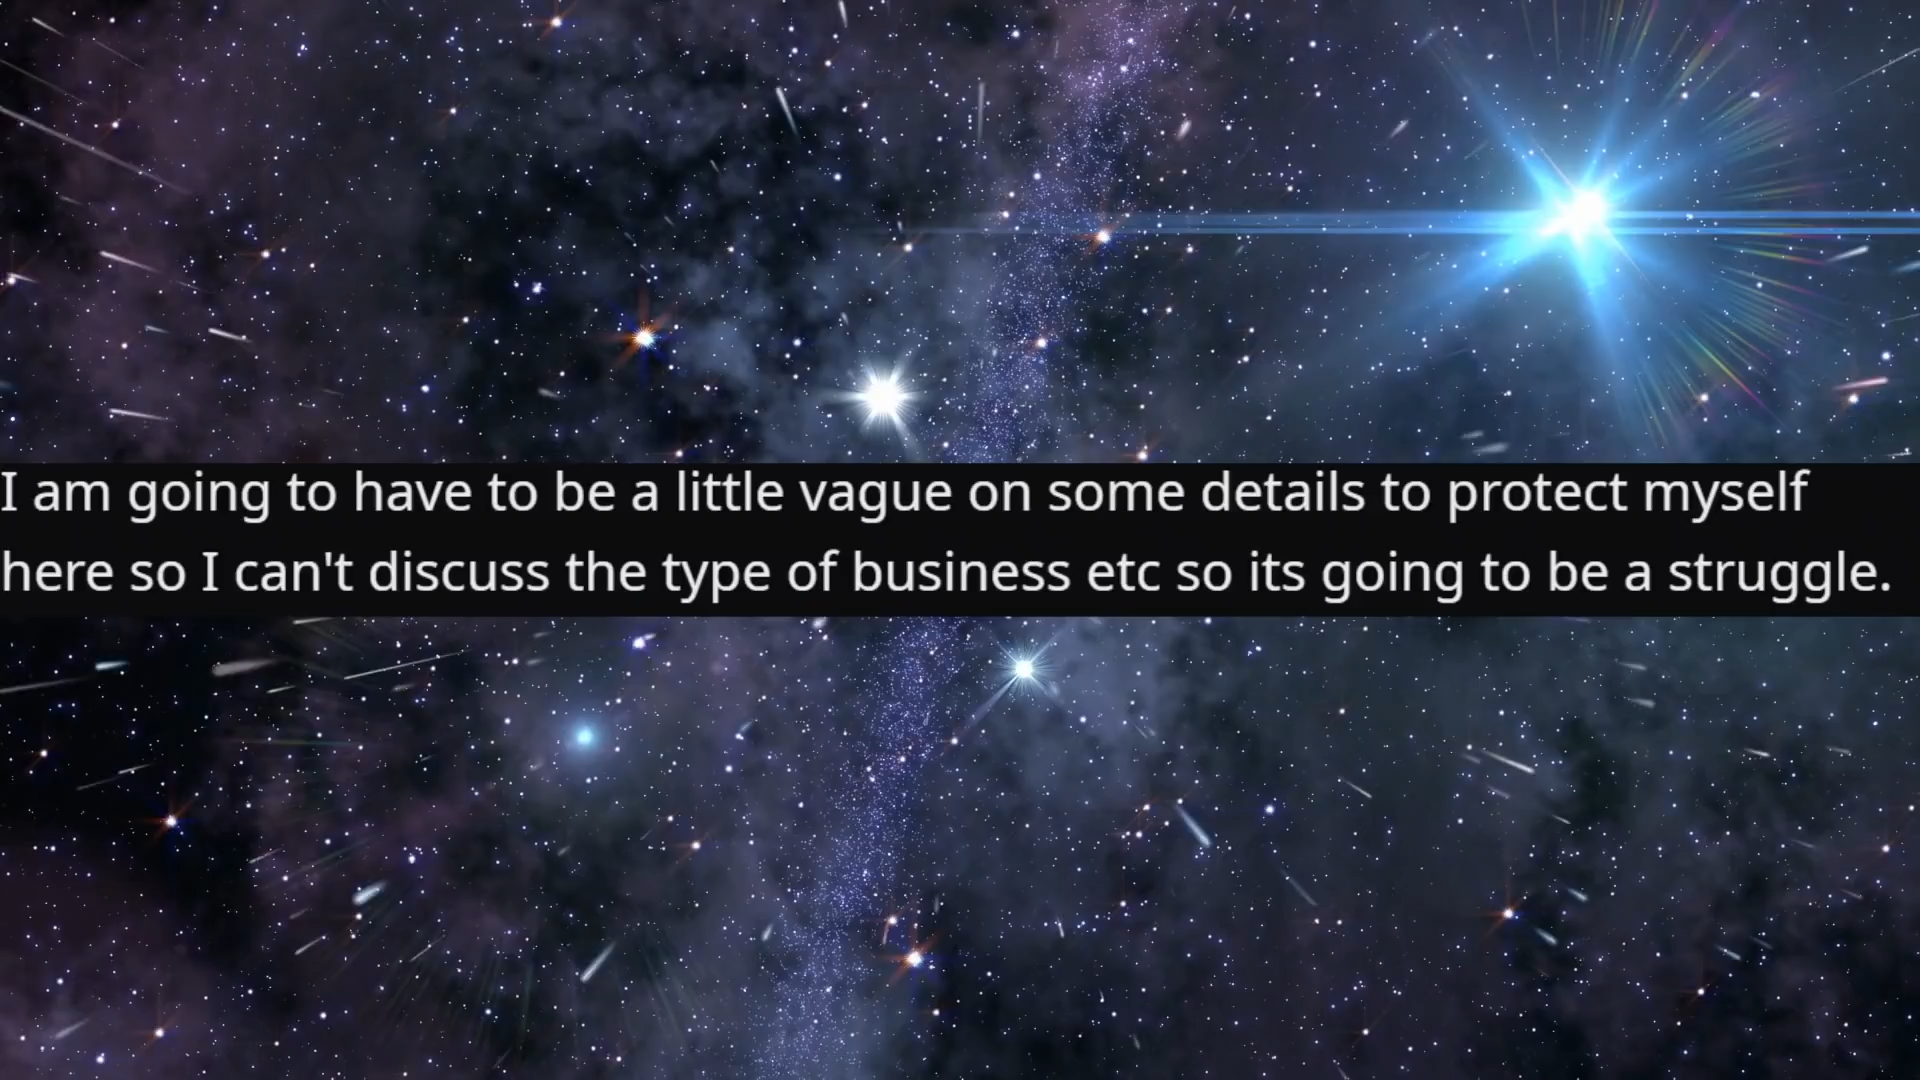 I am going to have to be a little vague on some details to protect myself
here so I can't discuss the type of business etc so its going to be a struggle.